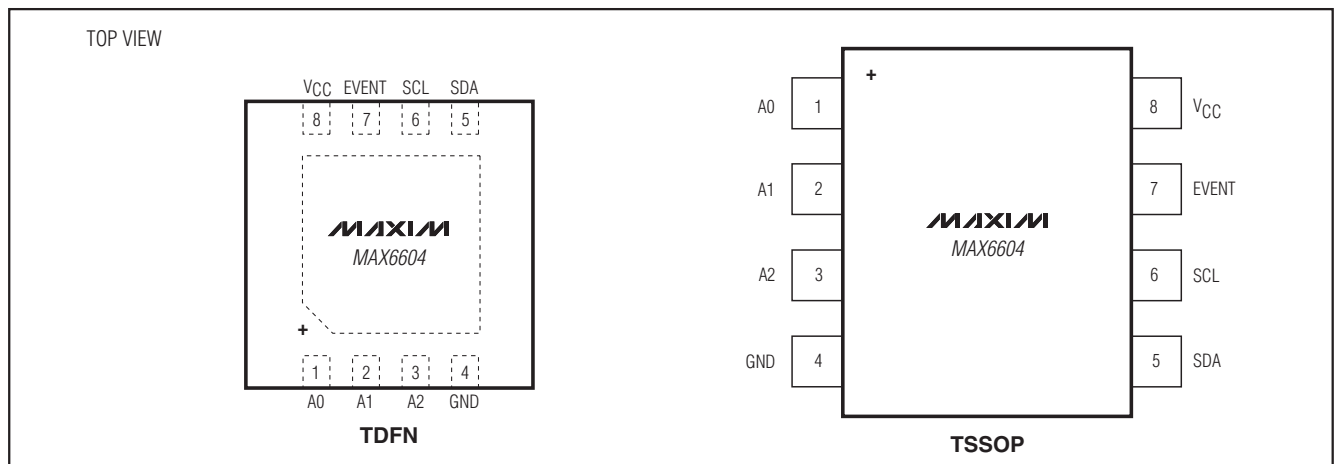 TOP VIEW
VCC EVENT SCL SDA
8 7 6 5
MAXIM
MAX6604
+
1 2 3 4
A0 A1 A2 GND
TDFN
+
A0 1 8 VCC
A1 2 7 EVENT
MAXIM
MAX6604
A2 3 6 SCL
GND 4 5 SDA
TSSOP